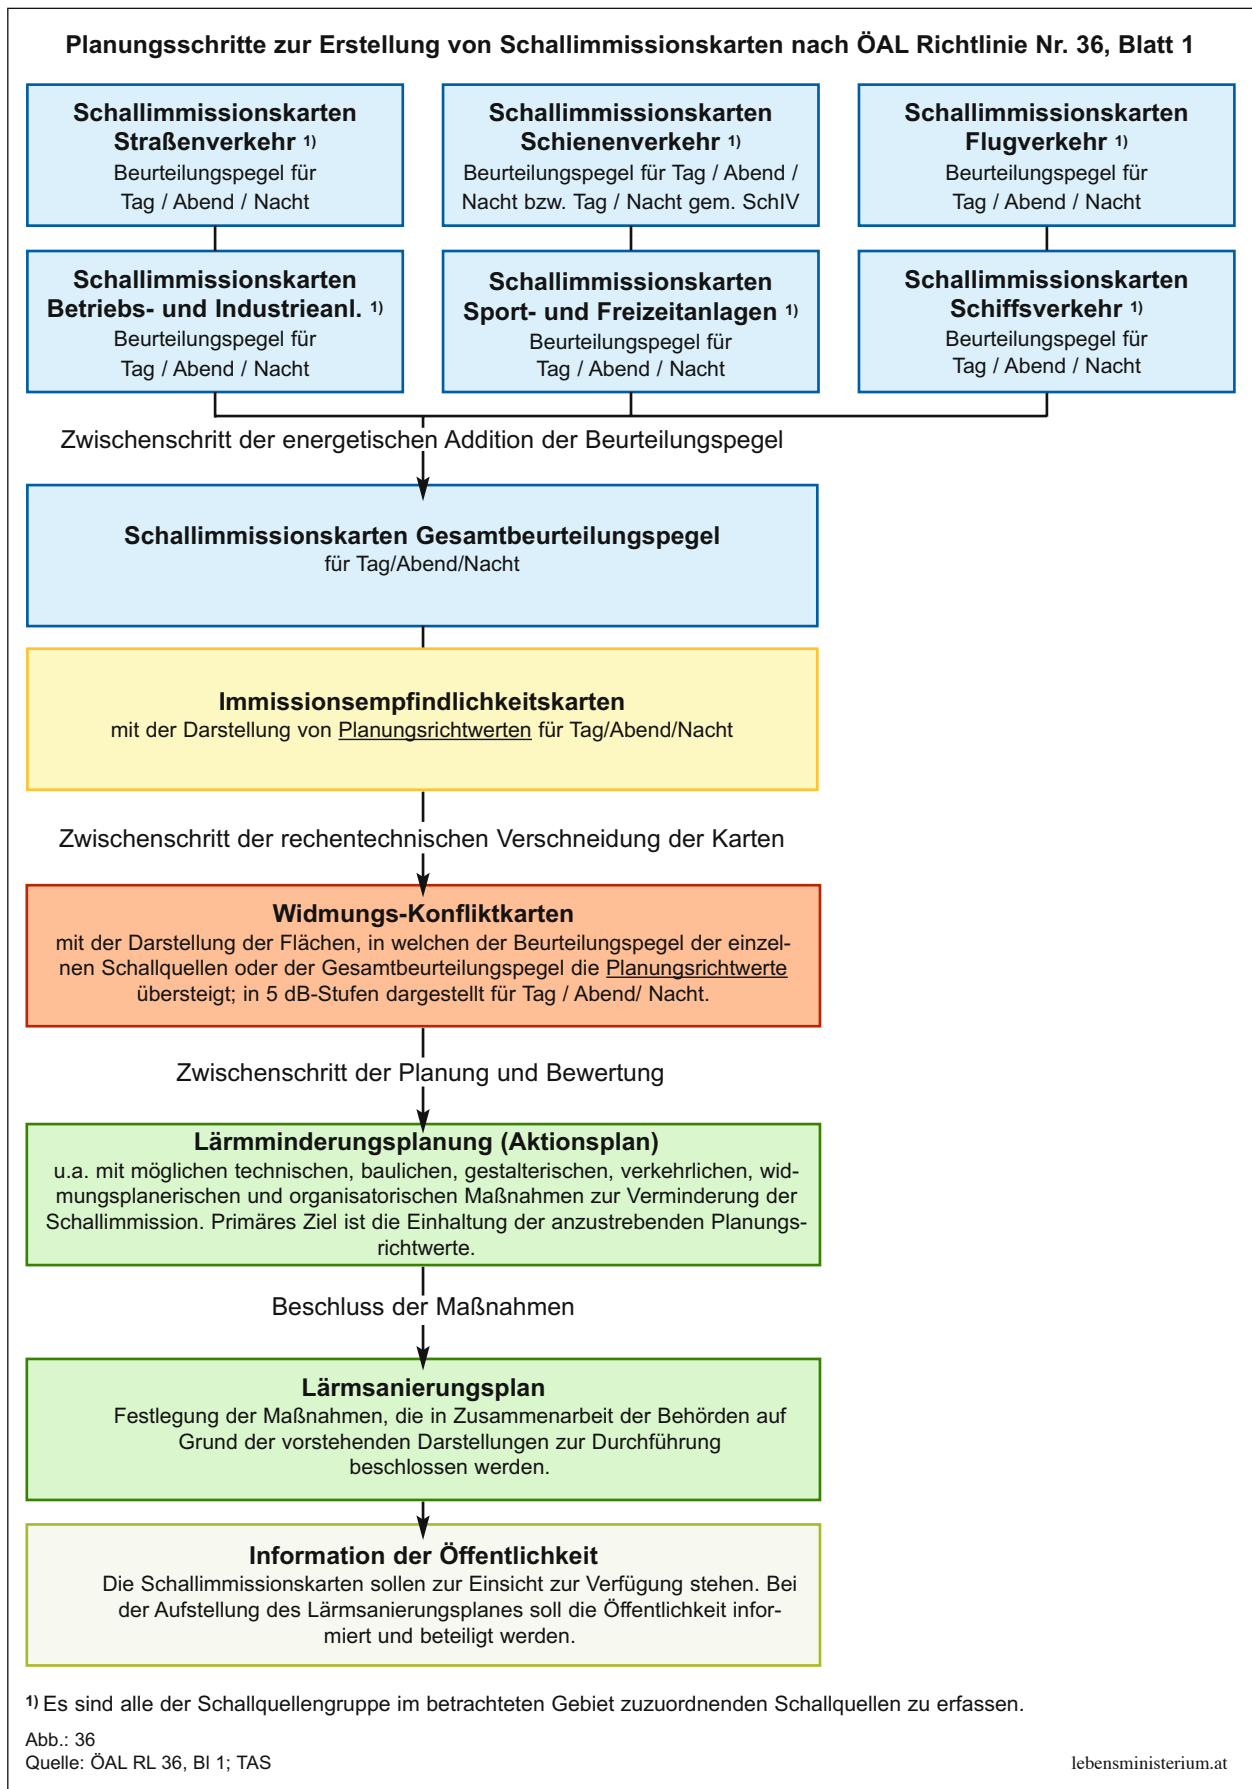 Planungsschritte zur Erstellung von Schallimmissionskarten nach ÖAL Richtlinie Nr. 36, Blatt 1
Schallimmissionskarten
Straßenverkehr 1)
Beurteilungspegel für
Tag / Abend / Nacht
Schallimmissionskarten
Schienenverkehr 1)
Beurteilungspegel für Tag / Abend /
Nacht bzw. Tag / Nacht gem. SchIV
Schallimmissionskarten
Flugverkehr 1)
Beurteilungspegel für
Tag / Abend / Nacht
Schallimmissionskarten
Betriebs- und Industrieanl. 1)
Beurteilungspegel für
Tag / Abend / Nacht
Schallimmissionskarten
Sport- und Freizeitanlagen 1)
Beurteilungspegel für
Tag / Abend / Nacht
Schallimmissionskarten
Schiffsverkehr 1)
Beurteilungspegel für
Tag / Abend / Nacht
Zwischenschritt der energetischen Addition der Beurteilungspegel
Schallimmissionskarten Gesamtbeurteilungspegel
für Tag/Abend/Nacht
Immissionsempfindlichkeitskarten
mit der Darstellung von Planungsrichtwerten für Tag/Abend/Nacht
Zwischenschritt der rechentechnischen Verschneidung der Karten
Widmungs-Konfliktkarten
mit der Darstellung der Flächen, in welchen der Beurteilungspegel der einzel-
nen Schallquellen oder der Gesamtbeurteilungspegel die Planungsrichtwerte
übersteigt; in 5 dB-Stufen dargestellt für Tag / Abend/ Nacht.
Zwischenschritt der Planung und Bewertung
Lärmminderungsplanung (Aktionsplan)
u.a. mit möglichen technischen, baulichen, gestalterischen, verkehrlichen, wid-
mungsplanerischen und organisatorischen Maßnahmen zur Verminderung der
Schallimmission. Primäres Ziel ist die Einhaltung der anzustrebenden Planungs-
richtwerte.
Beschluss der Maßnahmen
Lärmsanierungsplan
Festlegung der Maßnahmen, die in Zusammenarbeit der Behörden auf
Grund der vorstehenden Darstellungen zur Durchführung
beschlossen werden.
Information der Öffentlichkeit
Die Schallimmissionskarten sollen zur Einsicht zur Verfügung stehen. Bei
der Aufstellung des Lärmsanierungsplanes soll die Öffentlichkeit infor-
miert und beteiligt werden.
1) Es sind alle der Schallquellengruppe im betrachteten Gebiet zuzuordnenden Schallquellen zu erfassen.
Abb.: 36
Quelle: ÖAL RL 36, Bl 1; TAS
lebensministerium.at